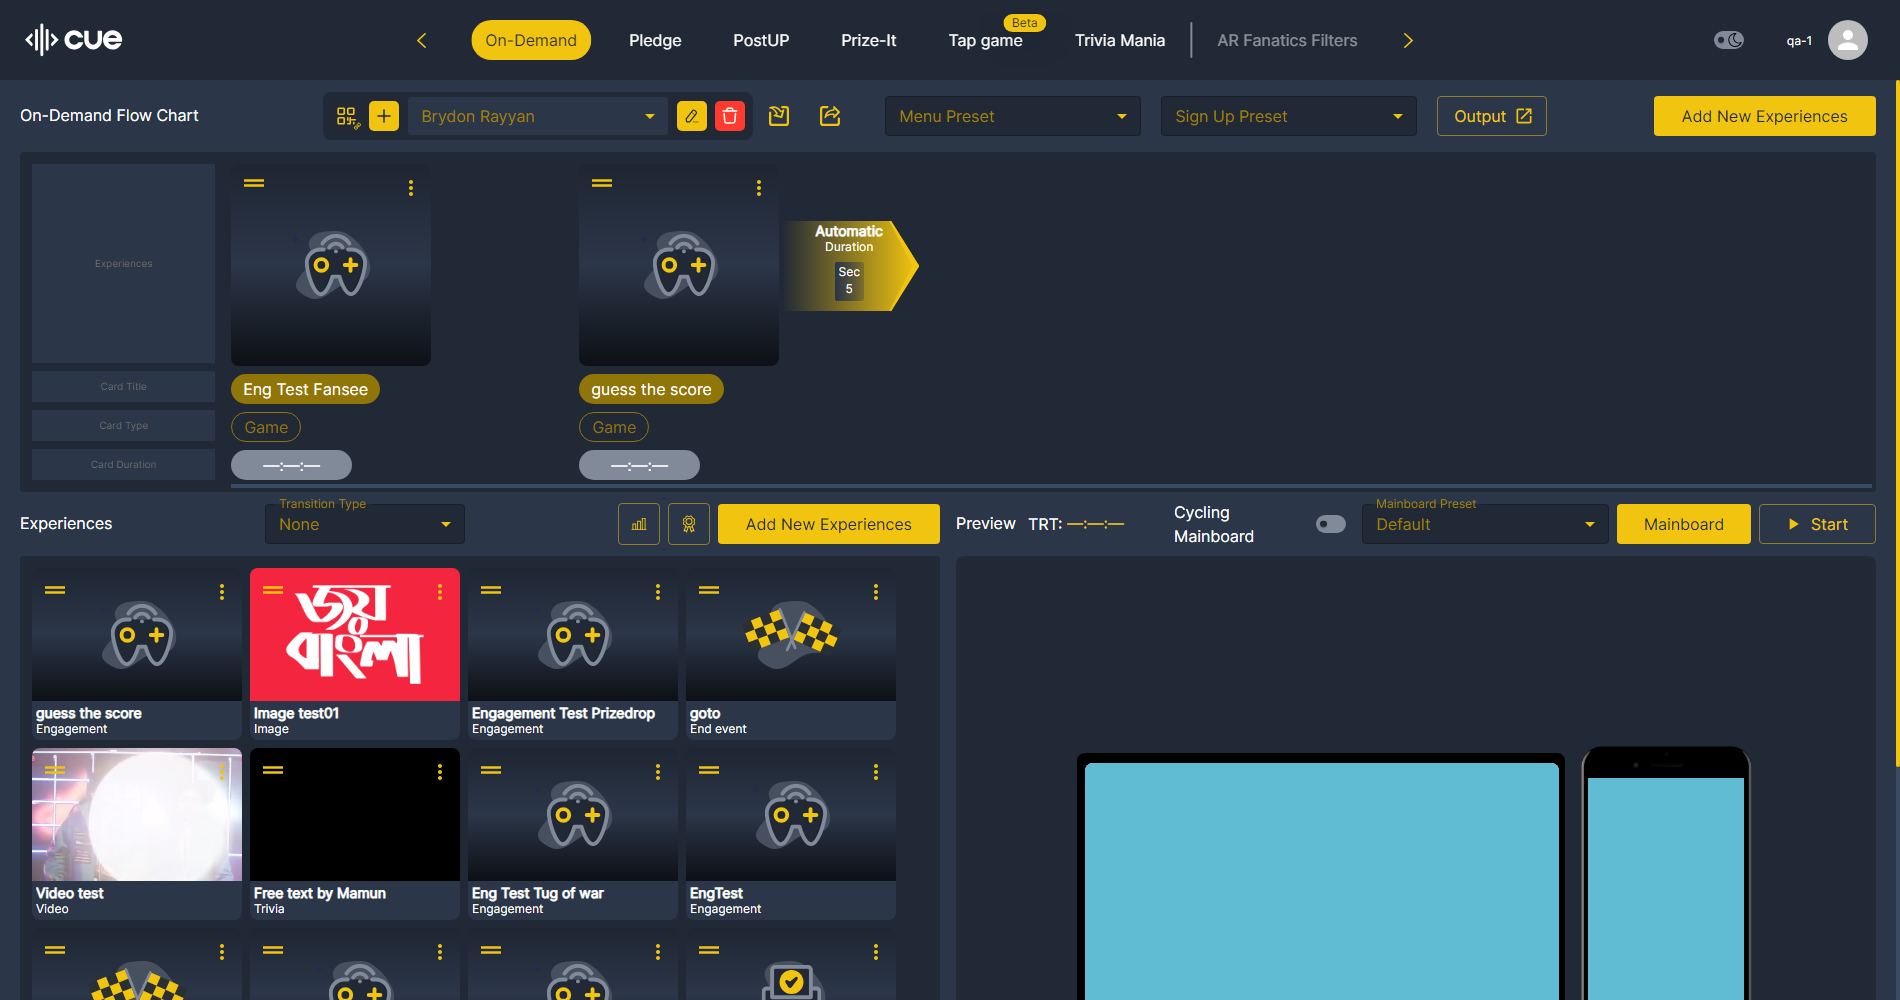 cue
On-Demand
Pledge
PostUP
Prize-It
Beta
Tap game
Trivia Mania
AR Fanatics Filters
qa-1
On-Demand Flow Chart
Brydon Rayyan
Menu Preset
Sign Up Preset
Output
Add New Experiences
Experiences
Automatic
Duration
Sec
5
Card Title
Eng Test Fansee
guess the score
Card Type
Game
Game
Card Duration
—:—:—
—:—:—
Experiences
Transition Type
None
Add New Experiences
Preview
TRT: —:—:—
Cycling
Mainboard
Mainboard Preset
Default
Mainboard
Start
জয়
বাংলা
guess the score
Engagement
Image test01
Image
Engagement Test Prizedrop
Engagement
goto
End event
Video test
Video
Free text by Mamun
Trivia
Eng Test Tug of war
Engagement
EngTest
Engagement